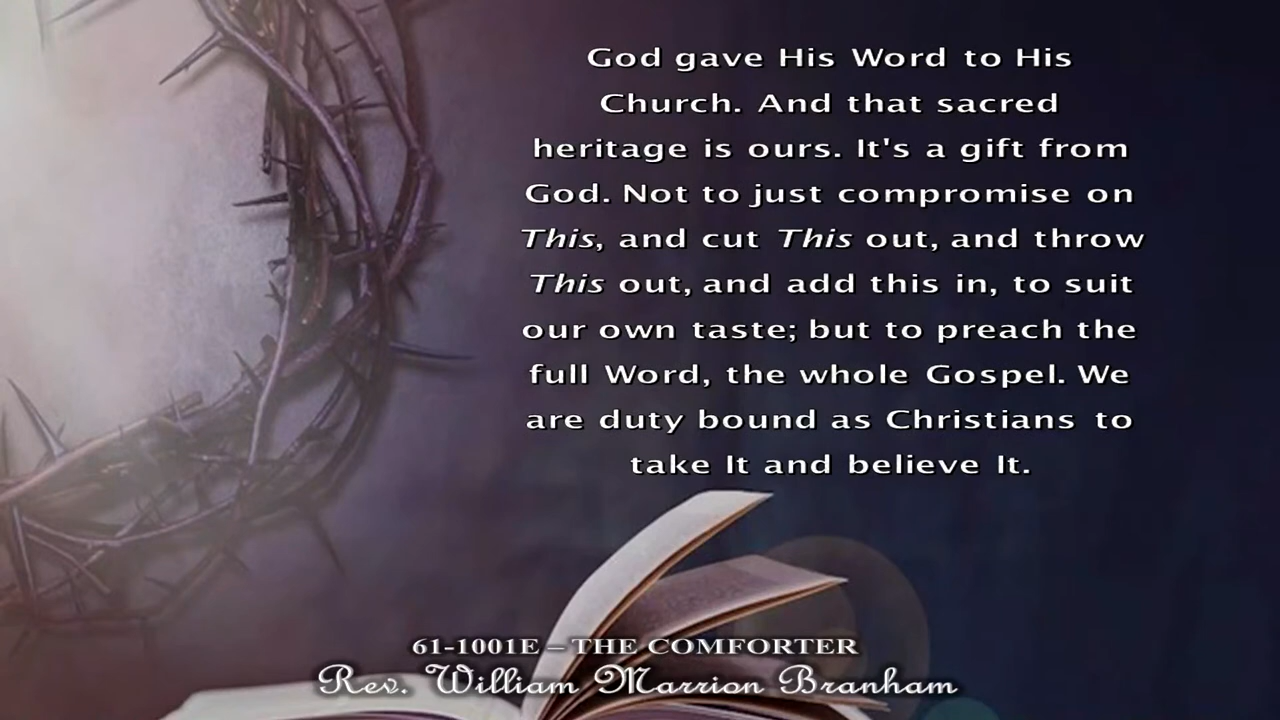 God gave His Word to His
Church. And that sacred
heritage is ours. It's a gift from
God. Not to just compromise on
This, and cut This out, and throw
This out, and add this in, to suit
our own taste; but to preach the
full Word, the whole Gospel. We
are duty bound as Christians to
take It and believe It.
61-1001E – THE COMFORTER
Rev. William Marrion Branham